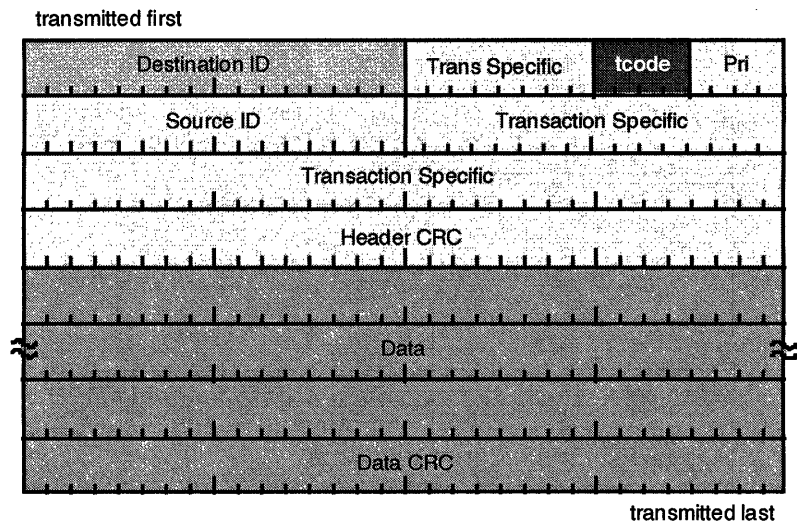 transmitted first
Destination ID Trans Specific tcode Pri
Source ID Transaction Specific
Transaction Specific
Header CRC
Data
Data CRC
transmitted last